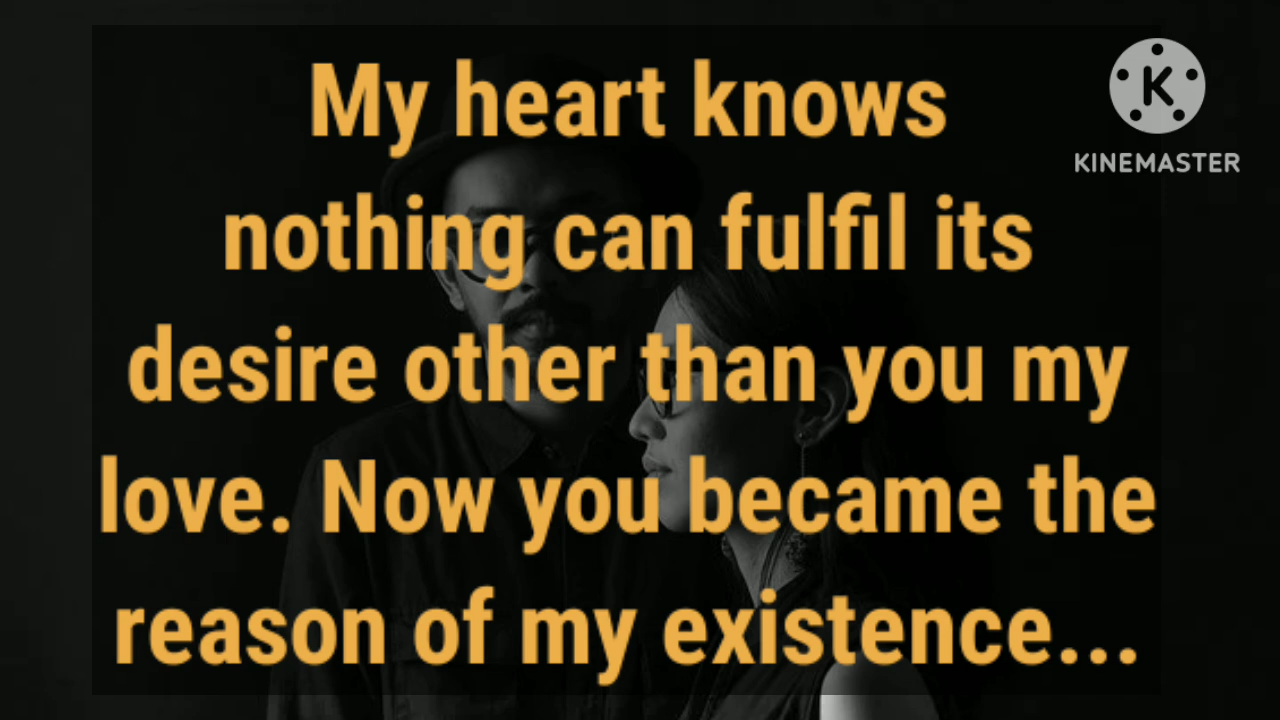 My heart knows
nothing can fulfil its
desire other than you my
love. Now you became the
reason of my existence...
K
KINEMASTER